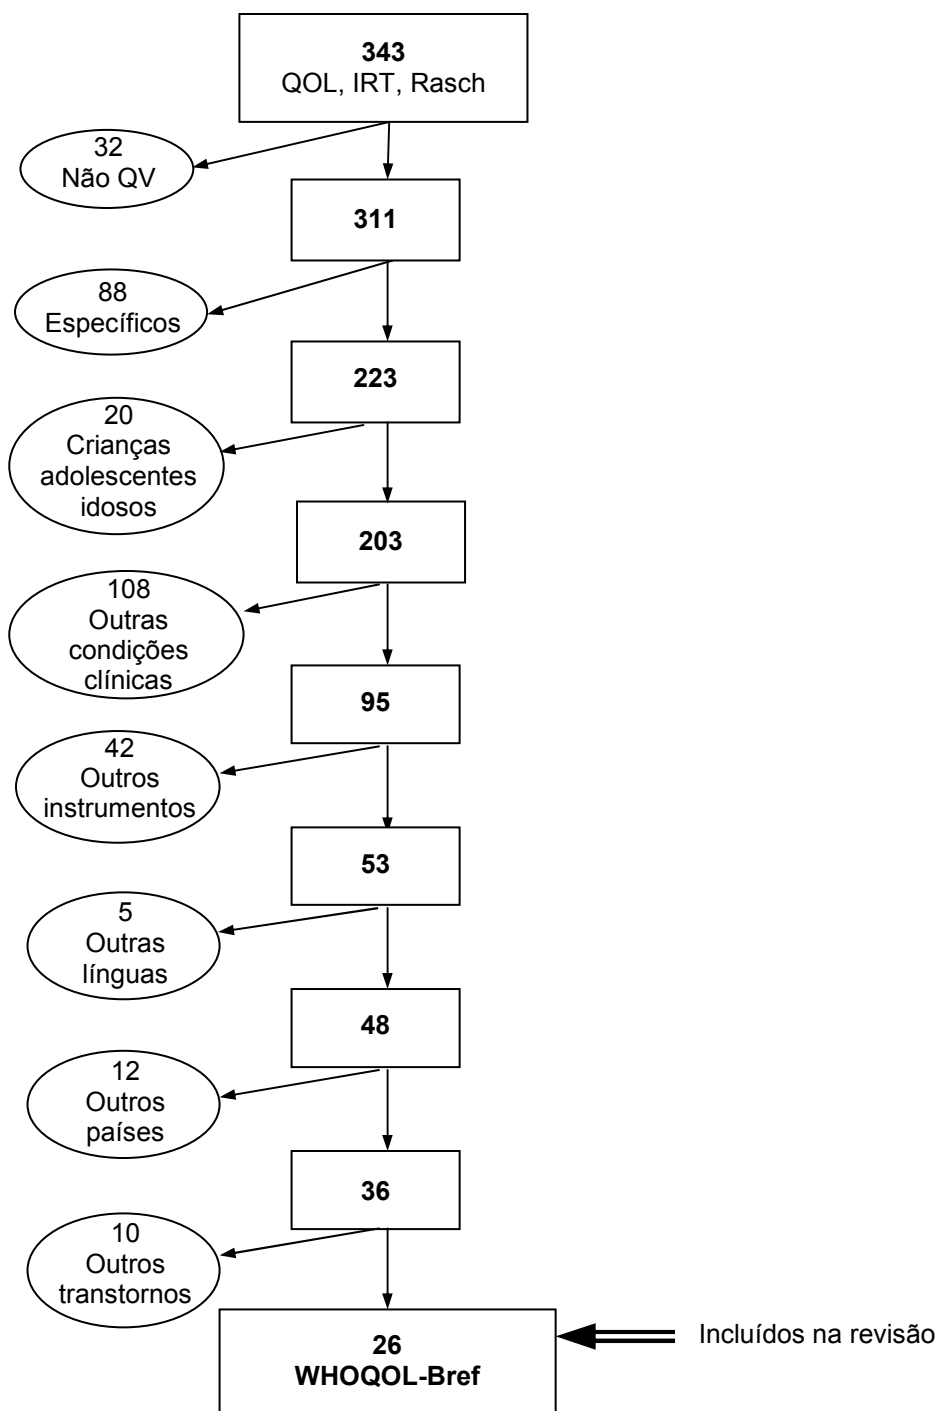 343
QOL, IRT, Rasch
32
Não QV
311
88
Específicos
223
20
Crianças
adolescentes
idosos
203
108
Outras
condições
clínicas
95
42
Outros
instrumentos
53
5
Outras
línguas
48
12
Outros
países
36
10
Outros
transtornos
26
WHOQOL-Bref
Incluídos na revisão